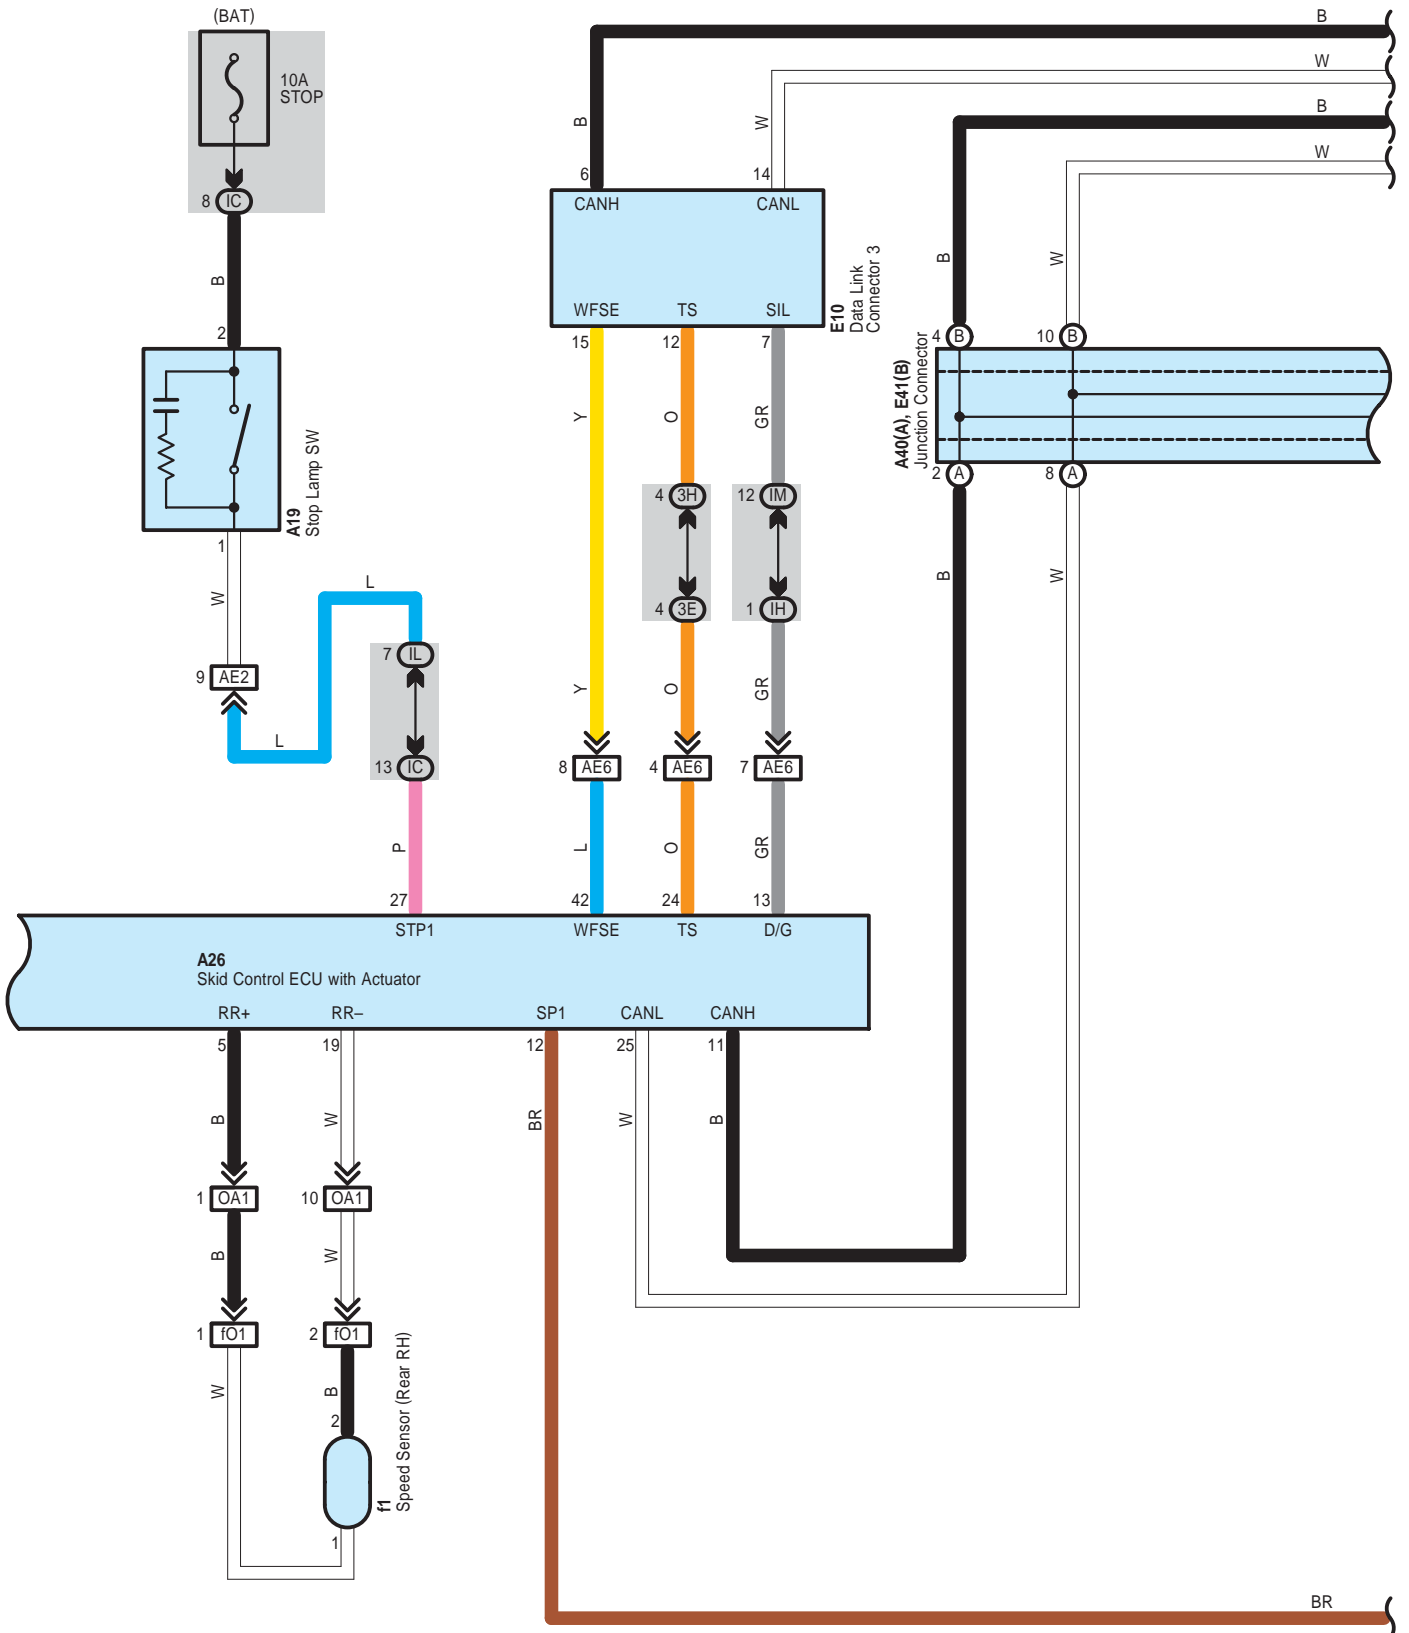 (BAT)
10A
STOP
8 IC
B
2
A19
Stop Lamp SW
1
W
9 AE2
L
L
7 IL
13 IC
P
27
STP1
B
W
B
W
B
W
6
14
CANH
CANL
WFSE
TS
SIL
E10
Data Link
Connector 3
15
12
7
Y
O
GR
4 3H
12 IM
4 3E
1 IH
Y
O
GR
8 AE6
4 AE6
7 AE6
L
O
GR
42
24
13
WFSE
TS
D/G
B
W
4 B
10 B
A40(A), E41(B)
Junction Connector
2 A
8 A
B
W
A26
Skid Control ECU with Actuator
RR+
RR–
SP1
CANL
CANH
5
19
12
25
11
B
W
BR
W
B
1 OA1
10 OA1
B
W
1 fO1
2 fO1
W
B
2
f1
Speed Sensor (Rear RH)
1
BR